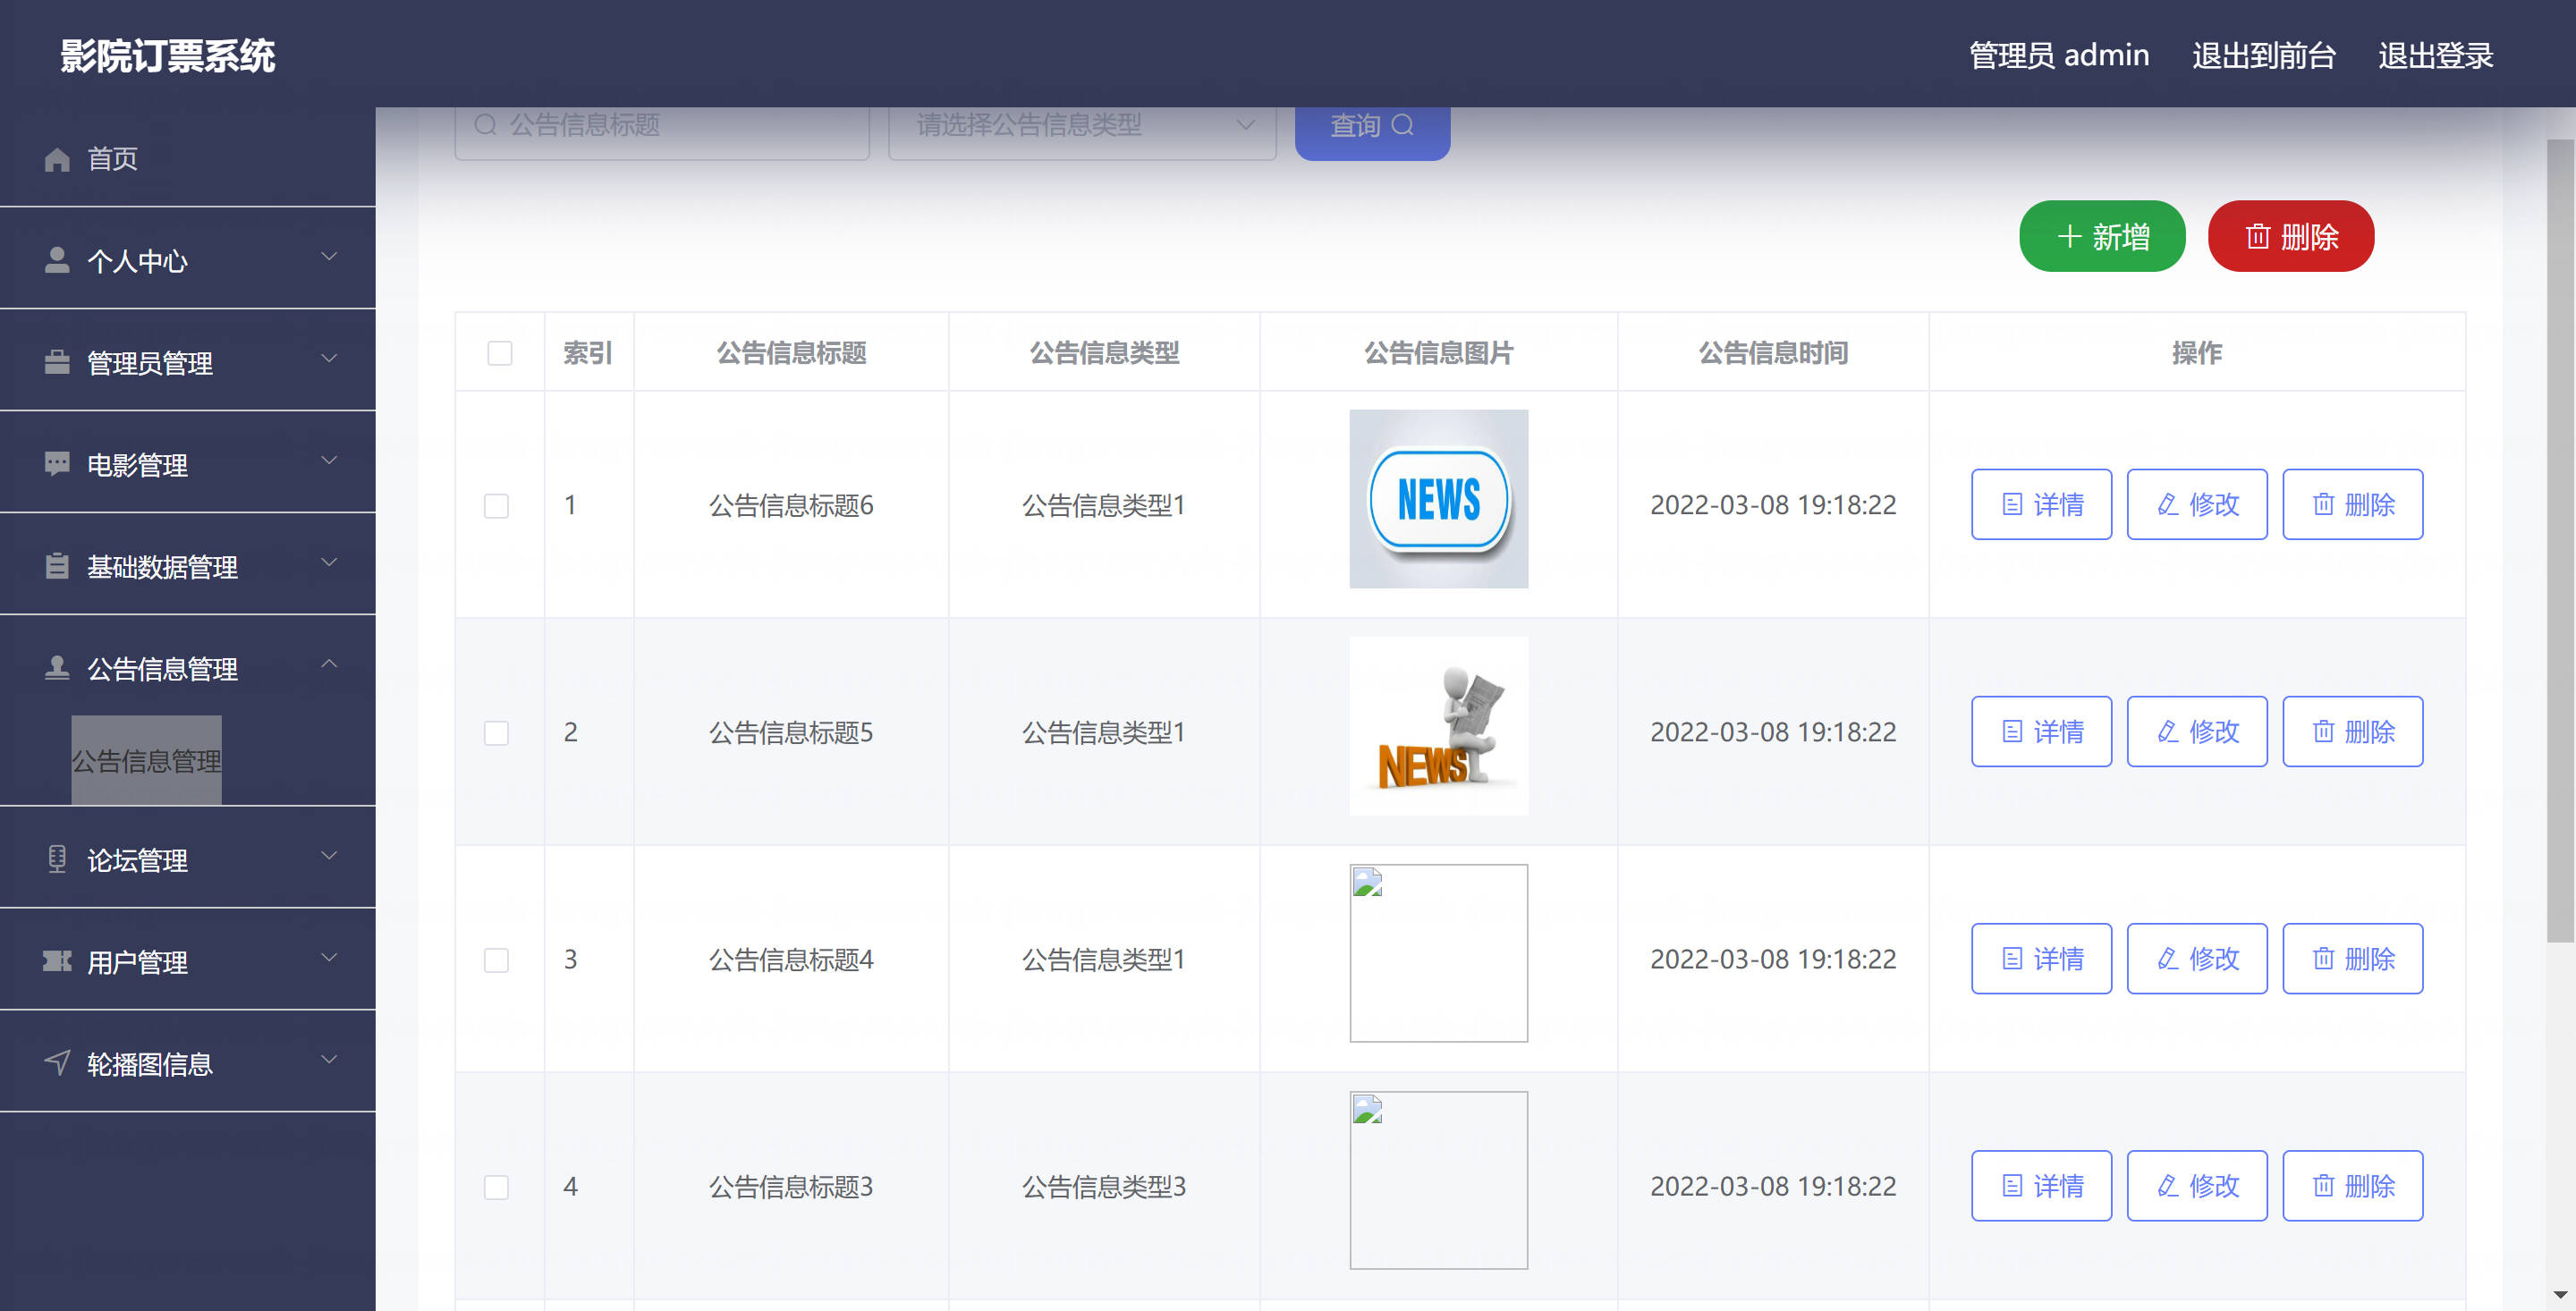 影院订票系统
管理员 admin 退出到前台 退出登录
首页
个人中心
管理员管理
电影管理
基础数据管理
公告信息管理
公告信息管理
论坛管理
用户管理
轮播图信息
公告信息标题 请选择公告信息类型 查询
新增 删除
索引 公告信息标题 公告信息类型 公告信息图片 公告信息时间 操作
1 公告信息标题6 公告信息类型1 NEWS 2022-03-08 19:18:22 详情 修改 删除
2 公告信息标题5 公告信息类型1 NEWS 2022-03-08 19:18:22 详情 修改 删除
3 公告信息标题4 公告信息类型1 2022-03-08 19:18:22 详情 修改 删除
4 公告信息标题3 公告信息类型3 2022-03-08 19:18:22 详情 修改 删除